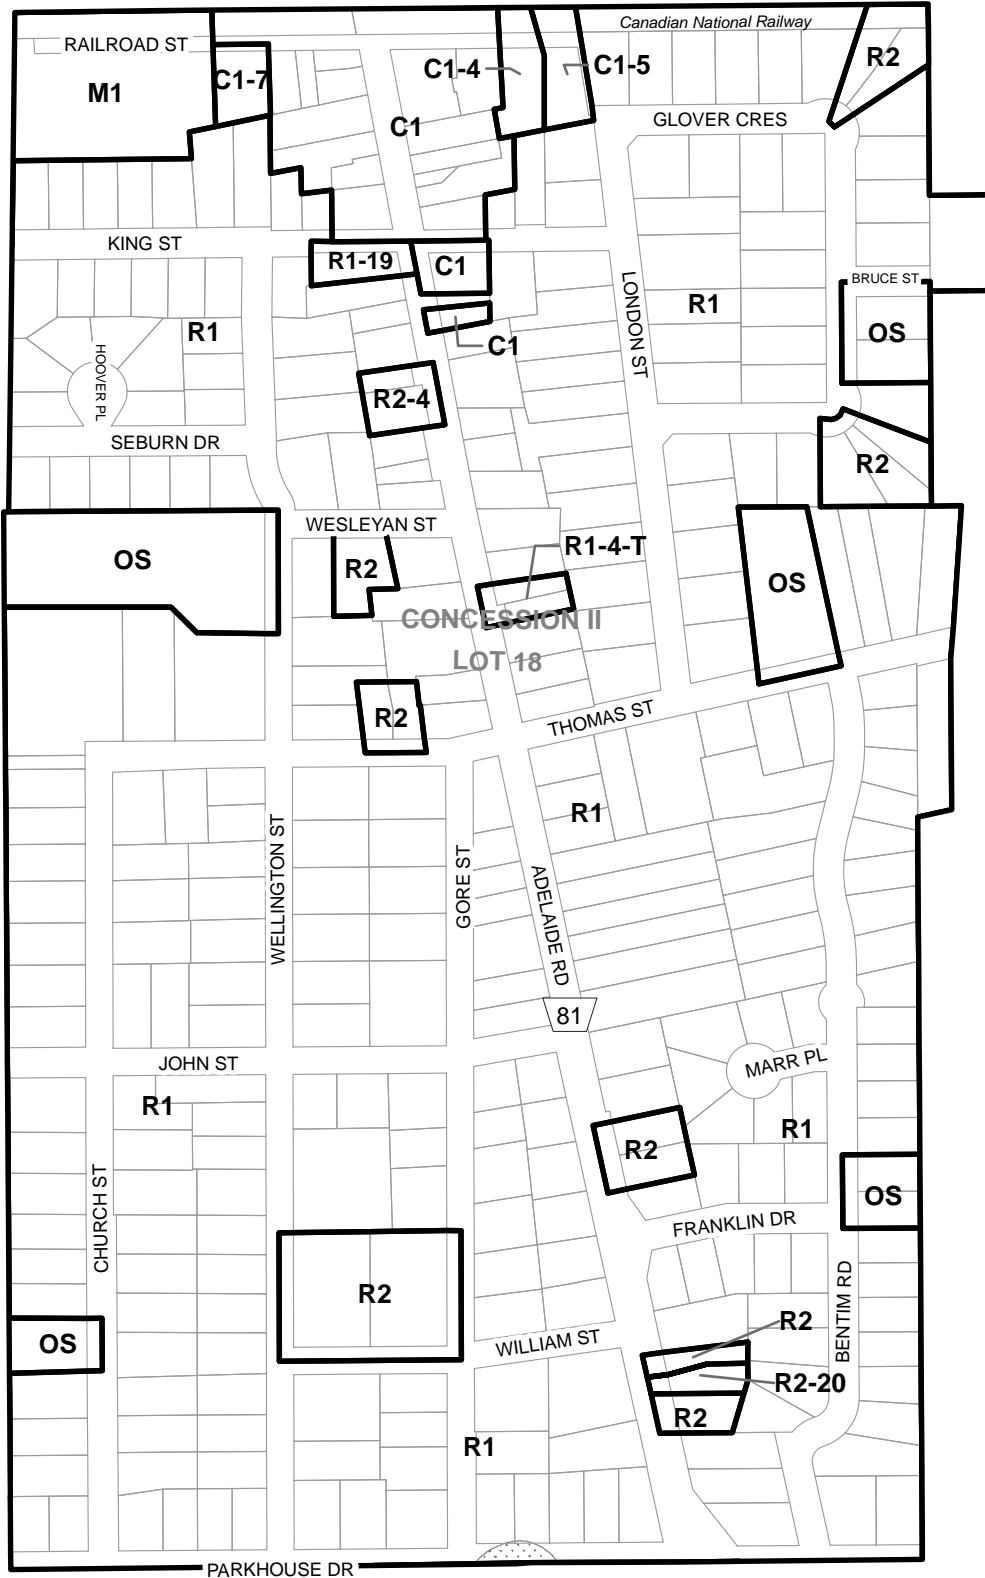 Canadian National Railway
RAILROAD ST
R2
C1-4
C1-5
C1-7
M1
C1
GLOVER CRES
KING ST
R1-19
C1
BRUCE ST
LONDON ST
R1
R1
OS
C1
HOOVER PL
R2-4
SEBURN DR
R2
WESLEYAN ST
R1-4-T
OS
R2
OS
CONCESSION II
LOT 18
R2
THOMAS ST
R1
WELLINGTON ST
GORE ST
ADELAIDE RD
81
JOHN ST
MARR PL
R1
R1
R2
CHURCH ST
OS
FRANKLIN DR
R2
BENTIM RD
R2
OS
WILLIAM ST
R2-20
R2
R1
PARKHOUSE DR